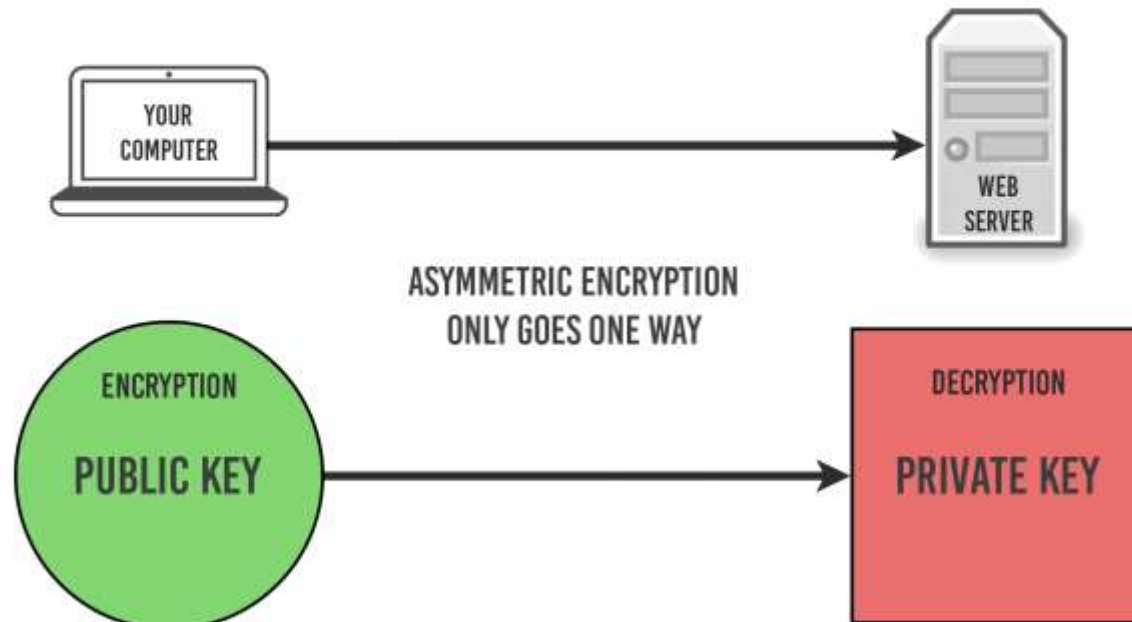 YOUR
COMPUTER
WEB
SERVER
ASYMMETRIC ENCRYPTION
ONLY GOES ONE WAY
ENCRYPTION
PUBLIC KEY
DECRYPTION
PRIVATE KEY